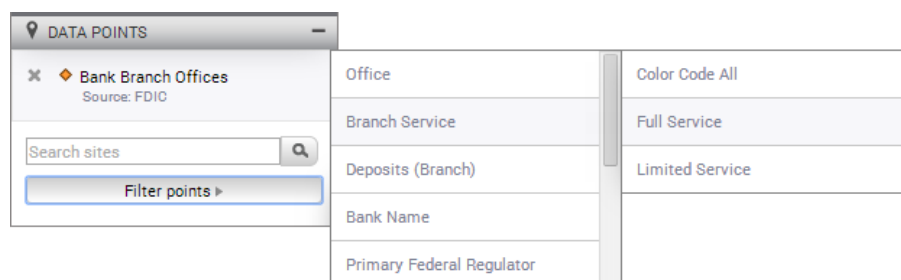 DATA POINTS
Bank Branch Offices
Source: FDIC
Search sites
Filter points
Office
Branch Service
Deposits (Branch)
Bank Name
Primary Federal Regulator
Color Code All
Full Service
Limited Service